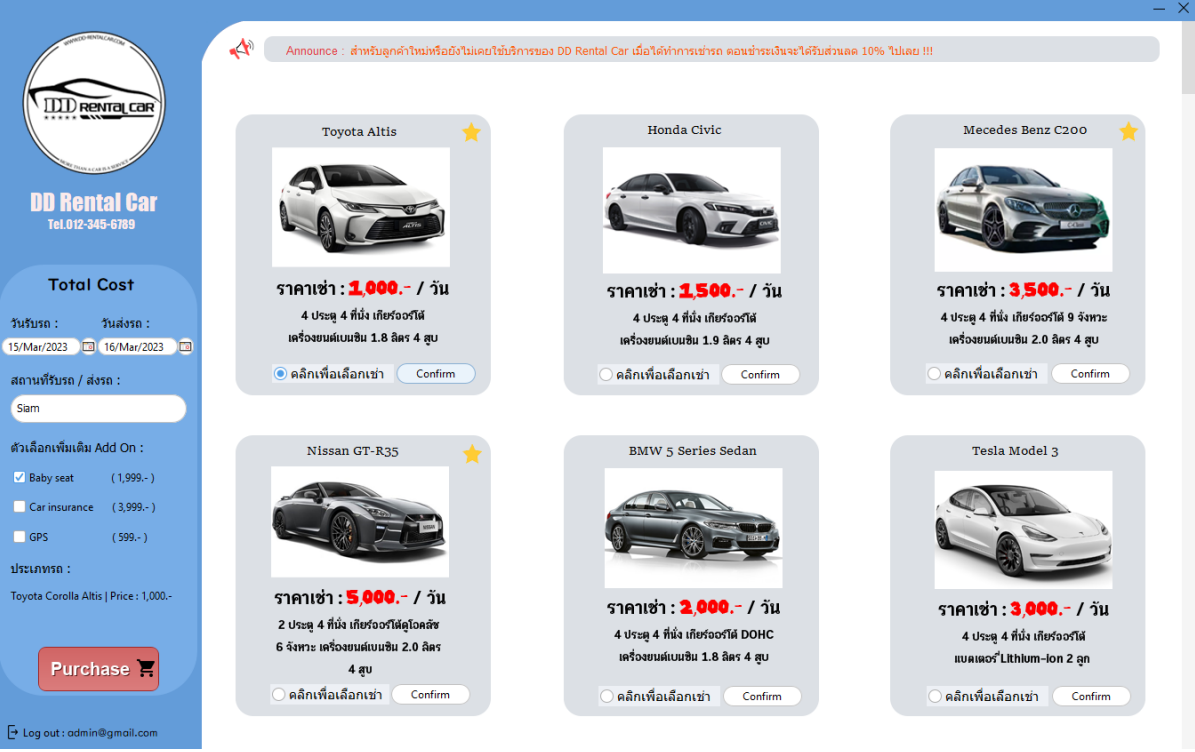 WWW.DD-RENTALCAR.COM
DD RENTAL CAR
MORE THAN A CAR IS A SERVICE
DD Rental Car
Tel.012-345-6789
Total Cost
วันรับรถ : วันส่งรถ :
15/Mar/2023 16/Mar/2023
สถานที่รับรถ / ส่งรถ :
Siam
ตัวเลือกเพิ่มเติม Add On :
Baby seat ( 1,999.- )
Car insurance ( 3,999.- )
GPS ( 599.- )
ประเภทรถ :
Toyota Corolla Altis | Price : 1,000.-
Purchase
Log out : admin@gmail.com
Announce : สำหรับลูกค้าใหม่หรือยังไม่เคยใช้บริการของ DD Rental Car เมื่อได้ทำการเช่ารถ ตอนชำระเงินจะได้รับส่วนลด 10% ไปเลย !!!
Toyota Altis
ALTIS
ราคาเช่า : 1,000.- / วัน
4 ประตู 4 ที่นั่ง เกียร์ออร์โต้
เครื่องยนต์เบนซิน 1.8 ลิตร 4 สูบ
คลิกเพื่อเลือกเช่า Confirm
Honda Civic
CIVIC
ราคาเช่า : 1,500.- / วัน
4 ประตู 4 ที่นั่ง เกียร์ออร์โต้
เครื่องยนต์เบนซิน 1.9 ลิตร 4 สูบ
คลิกเพื่อเลือกเช่า Confirm
Mecedes Benz C200
C-Class
ราคาเช่า : 3,500.- / วัน
4 ประตู 4 ที่นั่ง เกียร์ออร์โต้ 9 จังหวะ
เครื่องยนต์เบนซิน 2.0 ลิตร 4 สูบ
คลิกเพื่อเลือกเช่า Confirm
Nissan GT-R35
NISSAN
ราคาเช่า : 5,000.- / วัน
2 ประตู 4 ที่นั่ง เกียร์ออร์โต้ดูโอคลัช
6 จังหวะ เครื่องยนต์เบนซิน 2.0 ลิตร
4 สูบ
คลิกเพื่อเลือกเช่า Confirm
BMW 5 Series Sedan
ราคาเช่า : 2,000.- / วัน
4 ประตู 4 ที่นั่ง เกียร์ออร์โต้ DOHC
เครื่องยนต์เบนซิน 1.8 ลิตร 4 สูบ
คลิกเพื่อเลือกเช่า Confirm
Tesla Model 3
ราคาเช่า : 3,000.- / วัน
4 ประตู 4 ที่นั่ง เกียร์ออร์โต้
แบตเตอร์ี่ Lithium-ion 2 ลูก
คลิกเพื่อเลือกเช่า Confirm